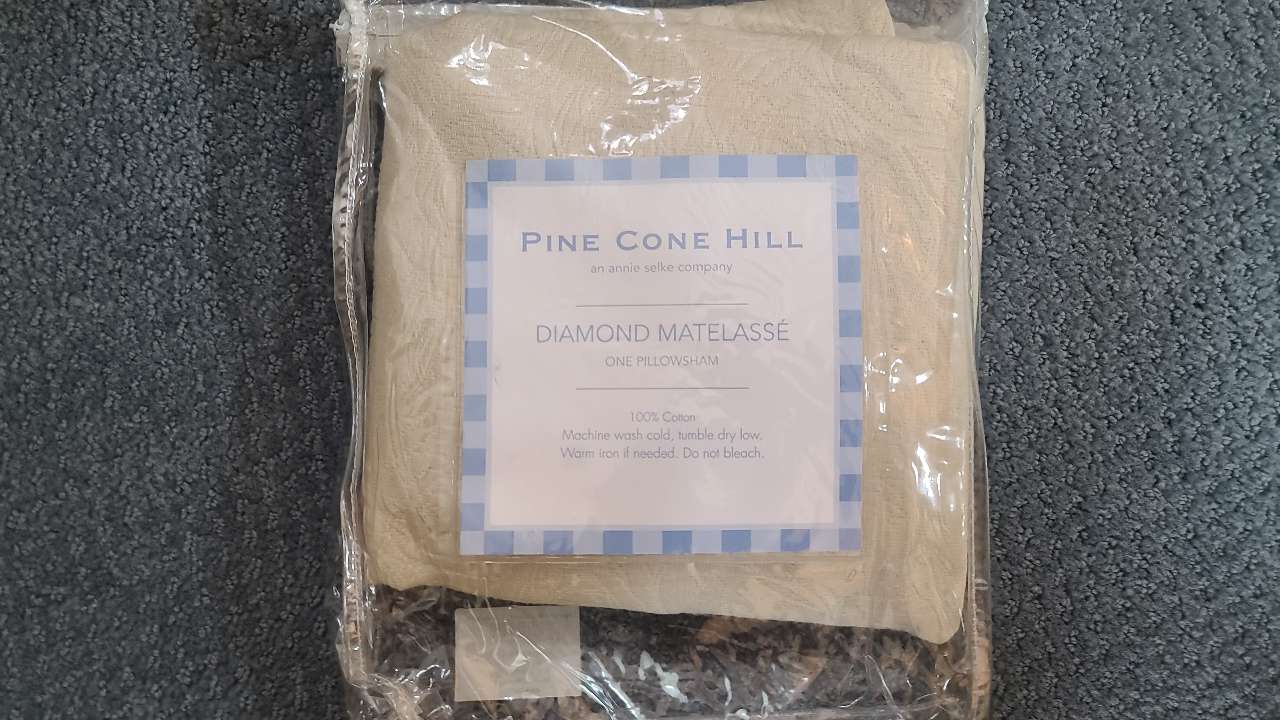 PINE CONE HILL
an annie selke company
DIAMOND MATELASSÉ
ONE PILLOWSHAM
100% Cotton
Machine wash cold, tumble dry low.
Warm iron if needed. Do not bleach.